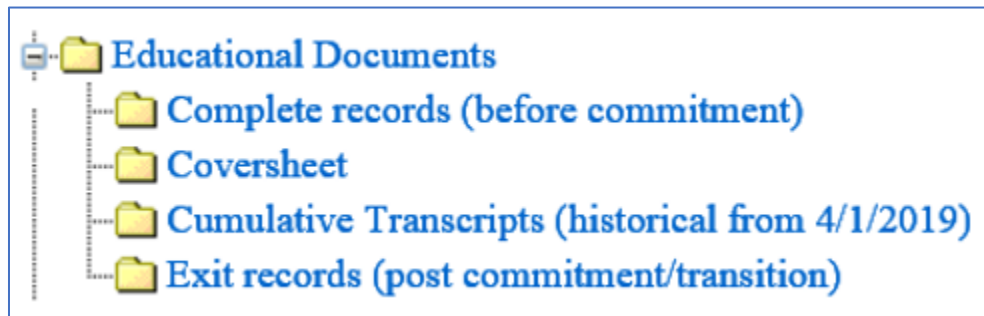 Educational Documents
Complete records (before commitment)
Coversheet
Cumulative Transcripts (historical from 4/1/2019)
Exit records (post commitment/transition)